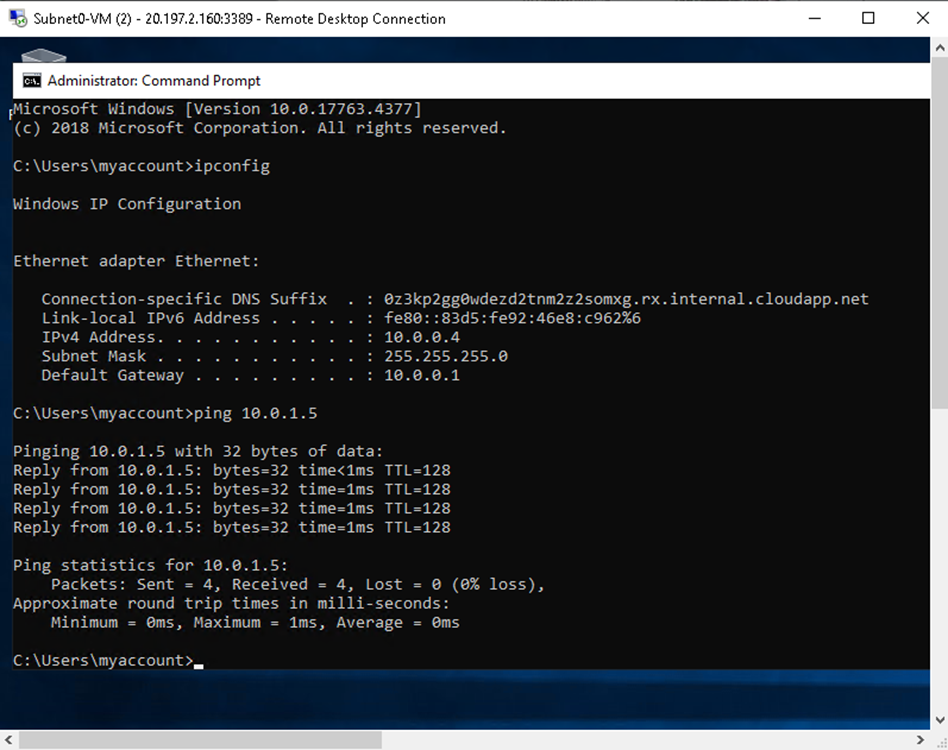 Subnet0-VM (2) - 20.197.2.160:3389 - Remote Desktop Connection
Administrator: Command Prompt
Microsoft Windows [Version 10.0.17763.4377]
(c) 2018 Microsoft Corporation. All rights reserved.
C:\Users\myaccount>ipconfig
Windows IP Configuration
Ethernet adapter Ethernet:
Connection-specific DNS Suffix  . : 0z3kp2gg0wdezd2tnm2z2somxg.rx.internal.cloudapp.net
Link-local IPv6 Address . . . . . : fe80::83d5:fe92:46e8:c962%6
IPv4 Address. . . . . . . . . . . : 10.0.0.4
Subnet Mask . . . . . . . . . . . : 255.255.255.0
Default Gateway . . . . . . . . . : 10.0.0.1
C:\Users\myaccount>ping 10.0.1.5
Pinging 10.0.1.5 with 32 bytes of data:
Reply from 10.0.1.5: bytes=32 time<1ms TTL=128
Reply from 10.0.1.5: bytes=32 time=1ms TTL=128
Reply from 10.0.1.5: bytes=32 time=1ms TTL=128
Reply from 10.0.1.5: bytes=32 time=1ms TTL=128
Ping statistics for 10.0.1.5:
Packets: Sent = 4, Received = 4, Lost = 0 (0% loss),
Approximate round trip times in milli-seconds:
Minimum = 0ms, Maximum = 1ms, Average = 0ms
C:\Users\myaccount>